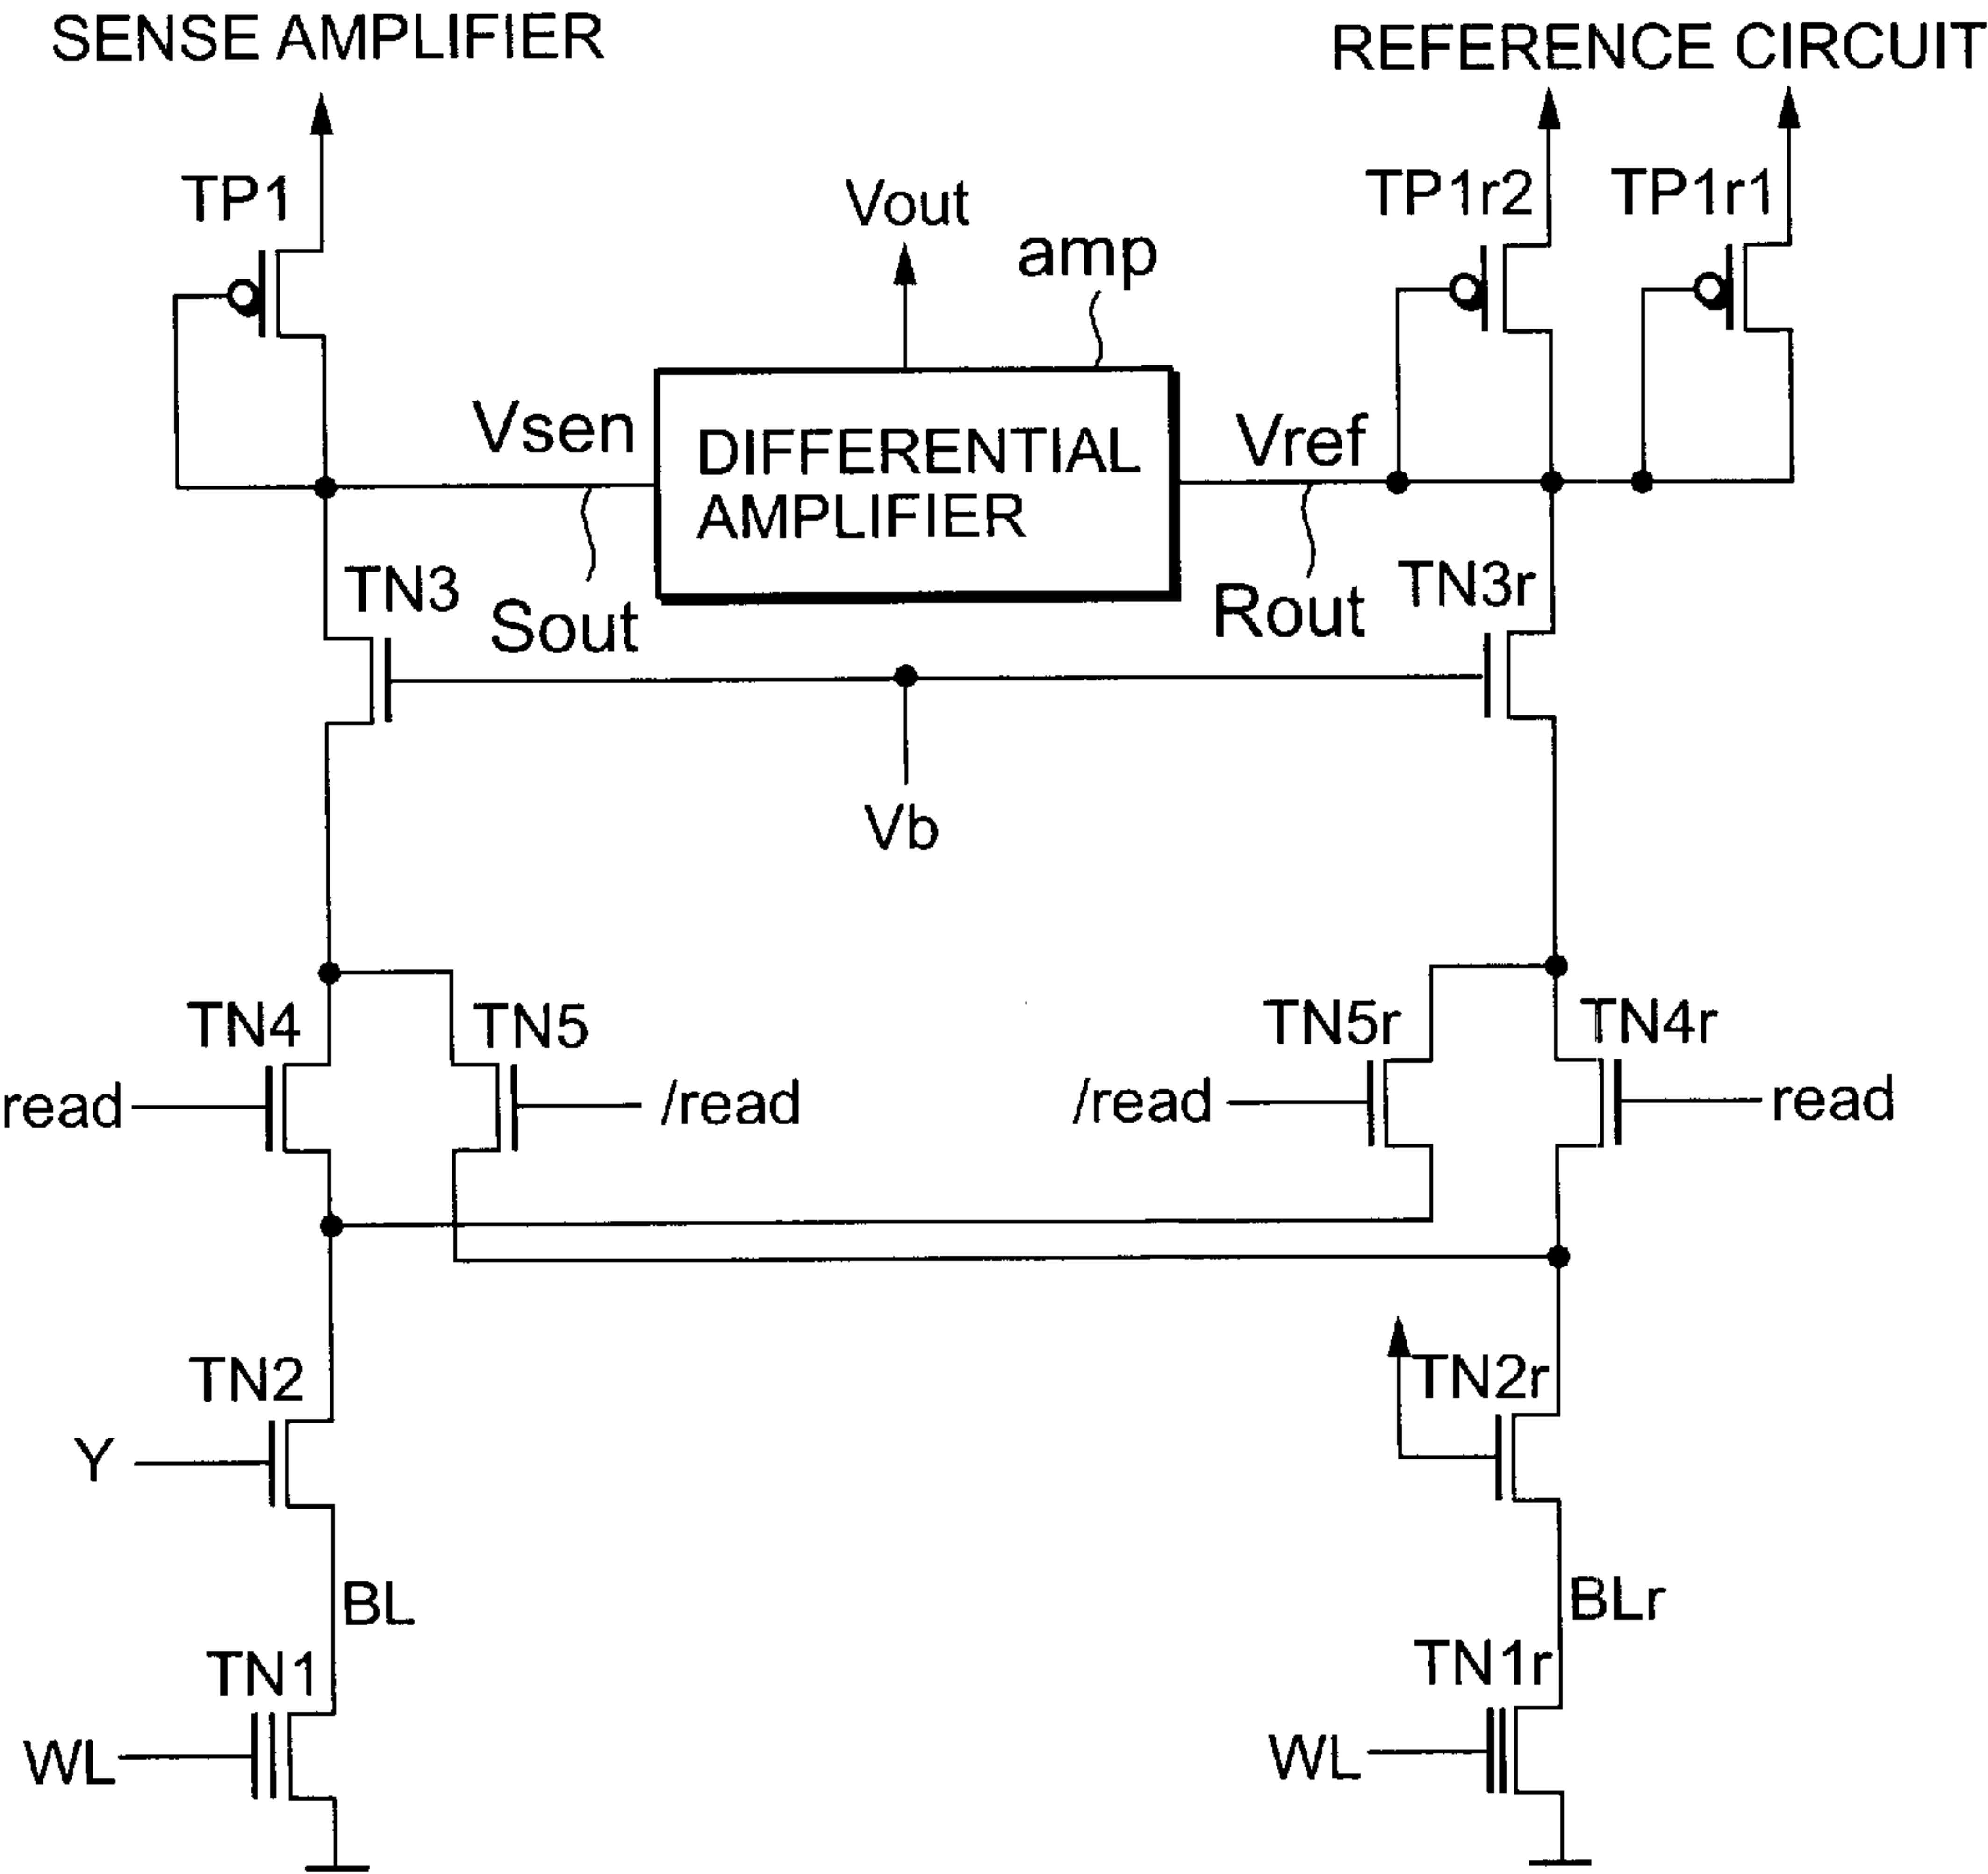 SENSE AMPLIFIER
REFERENCE CIRCUIT
TP1
Vout
amp
TP1r2
TP1r1
Vsen
DIFFERENTIAL
AMPLIFIER
Vref
TN3
Sout
Rout
TN3r
Vb
TN4
TN5
TN5r
TN4r
read
/read
/read
read
TN2
TN2r
Y
BL
BLr
TN1
TN1r
WL
WL